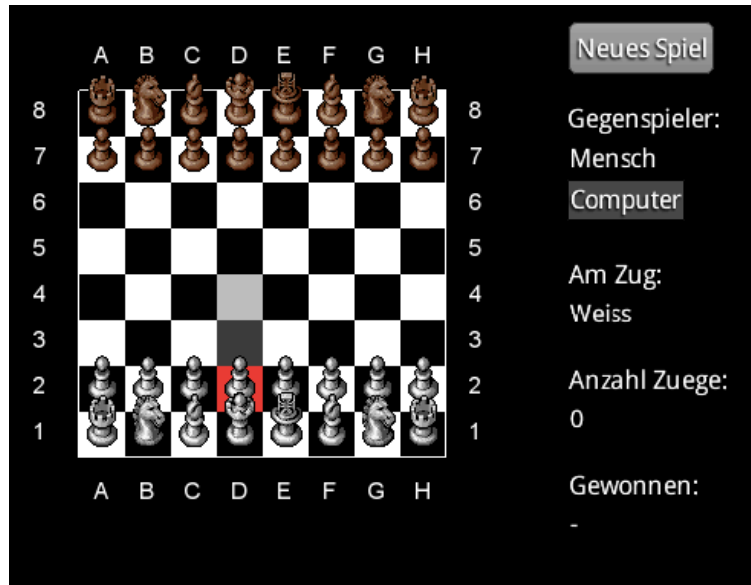 A B C D E F G H
8 8
7 7
6 6
5 5
4 4
3 3
2 2
1 1
A B C D E F G H
Neues Spiel
Gegenspieler:
Mensch
Computer
Am Zug:
Weiss
Anzahl Zuege:
0
Gewonnen:
-